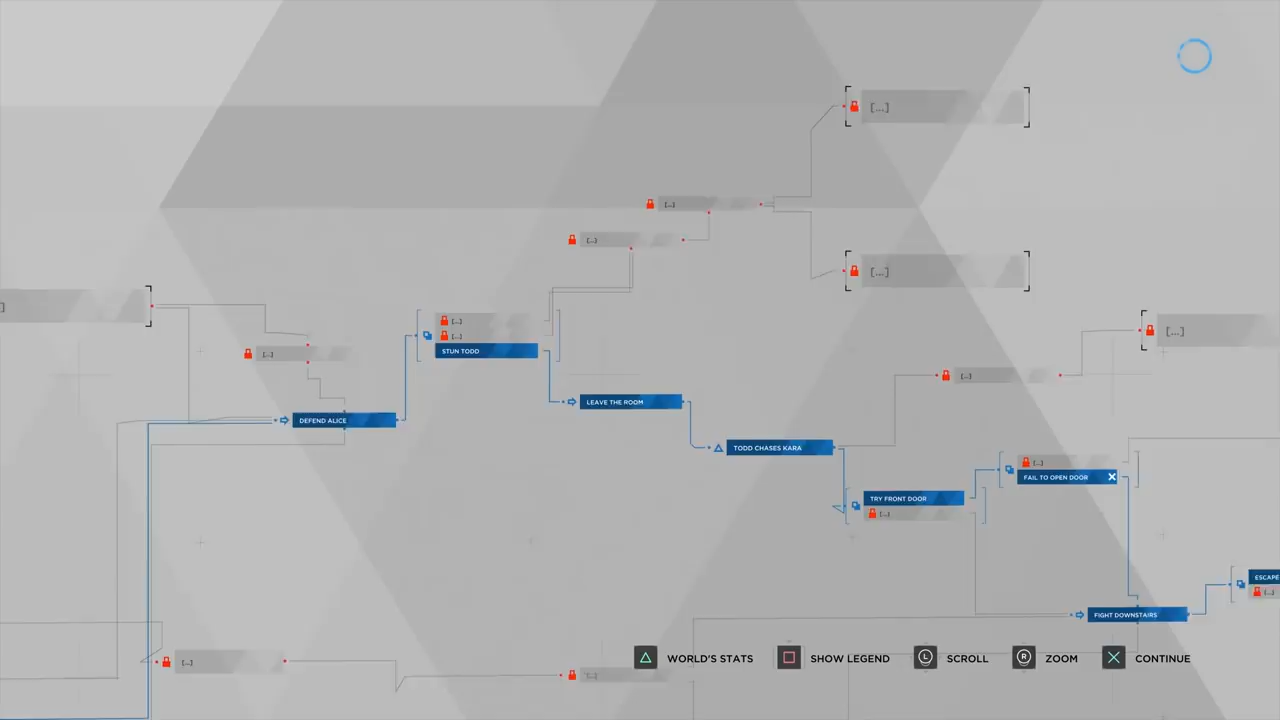 [...]
[...]
[...]
[...]
]
[...]
[...]
[...]
[...]
STUN TODD
[...]
DEFEND ALICE
LEAVE THE ROOM
[...]
TODD CHASES KARA
[...]
FAIL TO OPEN DOOR
TRY FRONT DOOR
[...]
ESCAPE
[...]
FIGHT DOWNSTAIRS
[...]
[...]
WORLD'S STATS
SHOW LEGEND
L
SCROLL
R
ZOOM
CONTINUE